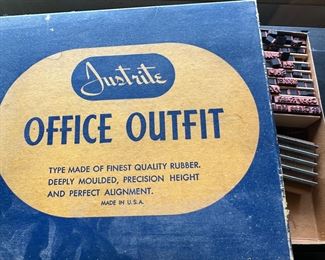 Justrite
OFFICE OUTFIT
TYPE MADE OF FINEST QUALITY RUBBER.
DEEPLY MOULDED, PRECISION HEIGHT
AND PERFECT ALIGNMENT.
MADE IN U.S.A.